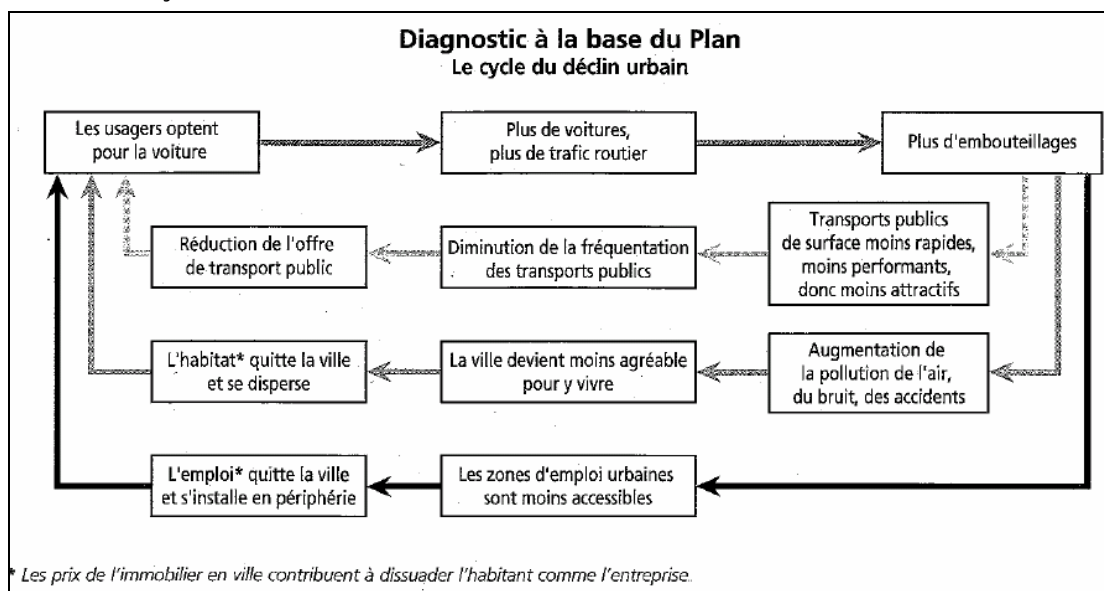 Diagnostic à la base du Plan
Le cycle du déclin urbain
Les usagers optent
pour la voiture
Plus de voitures,
plus de trafic routier
Plus d'embouteillages
Réduction de l'offre
de transport public
Diminution de la fréquentation
des transports publics
Transports publics
de surface moins rapides,
moins performants,
donc moins attractifs
L'habitat* quitte la ville
et se disperse
La ville devient moins agréable
pour y vivre
Augmentation de
la pollution de l'air,
du bruit, des accidents
L'emploi* quitte la ville
et s'installe en périphérie
Les zones d'emploi urbaines
sont moins accessibles
* Les prix de l'immobilier en ville contribuent à dissuader l'habitant comme l'entreprise.